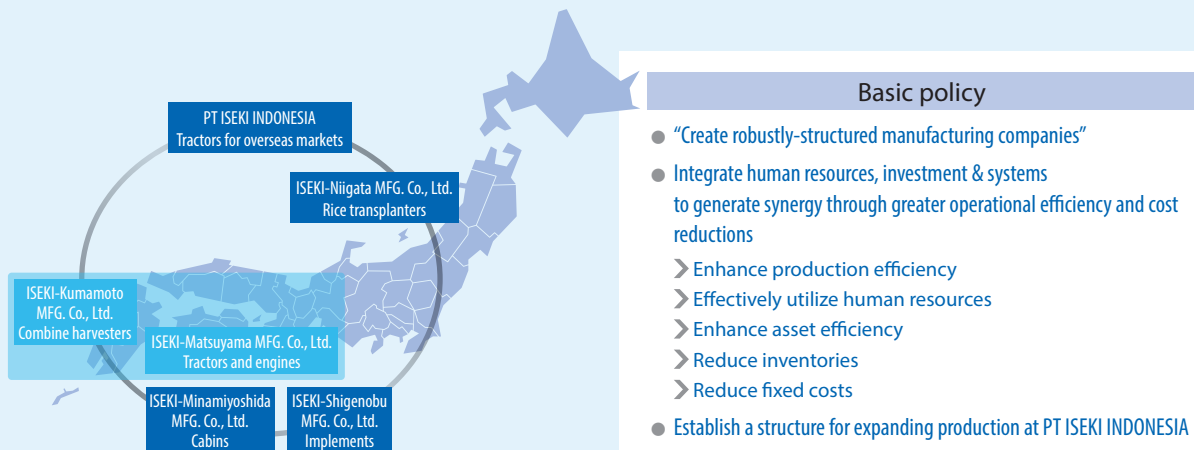 PT ISEKI INDONESIA
Tractors for overseas markets
ISEKI-Niigata MFG. Co., Ltd.
Rice transplanters
ISEKI-Kumamoto
MFG. Co., Ltd.
Combine harvesters
ISEKI-Matsuyama MFG. Co., Ltd.
Tractors and engines
ISEKI-Minamiyoshida
MFG. Co., Ltd.
Cabins
ISEKI-Shigenobu
MFG. Co., Ltd.
Implements
Basic policy
● “Create robustly-structured manufacturing companies”
● Integrate human resources, investment & systems
to generate synergy through greater operational efficiency and cost
reductions
Enhance production efficiency
Effectively utilize human resources
Enhance asset efficiency
Reduce inventories
Reduce fixed costs
● Establish a structure for expanding production at PT ISEKI INDONESIA